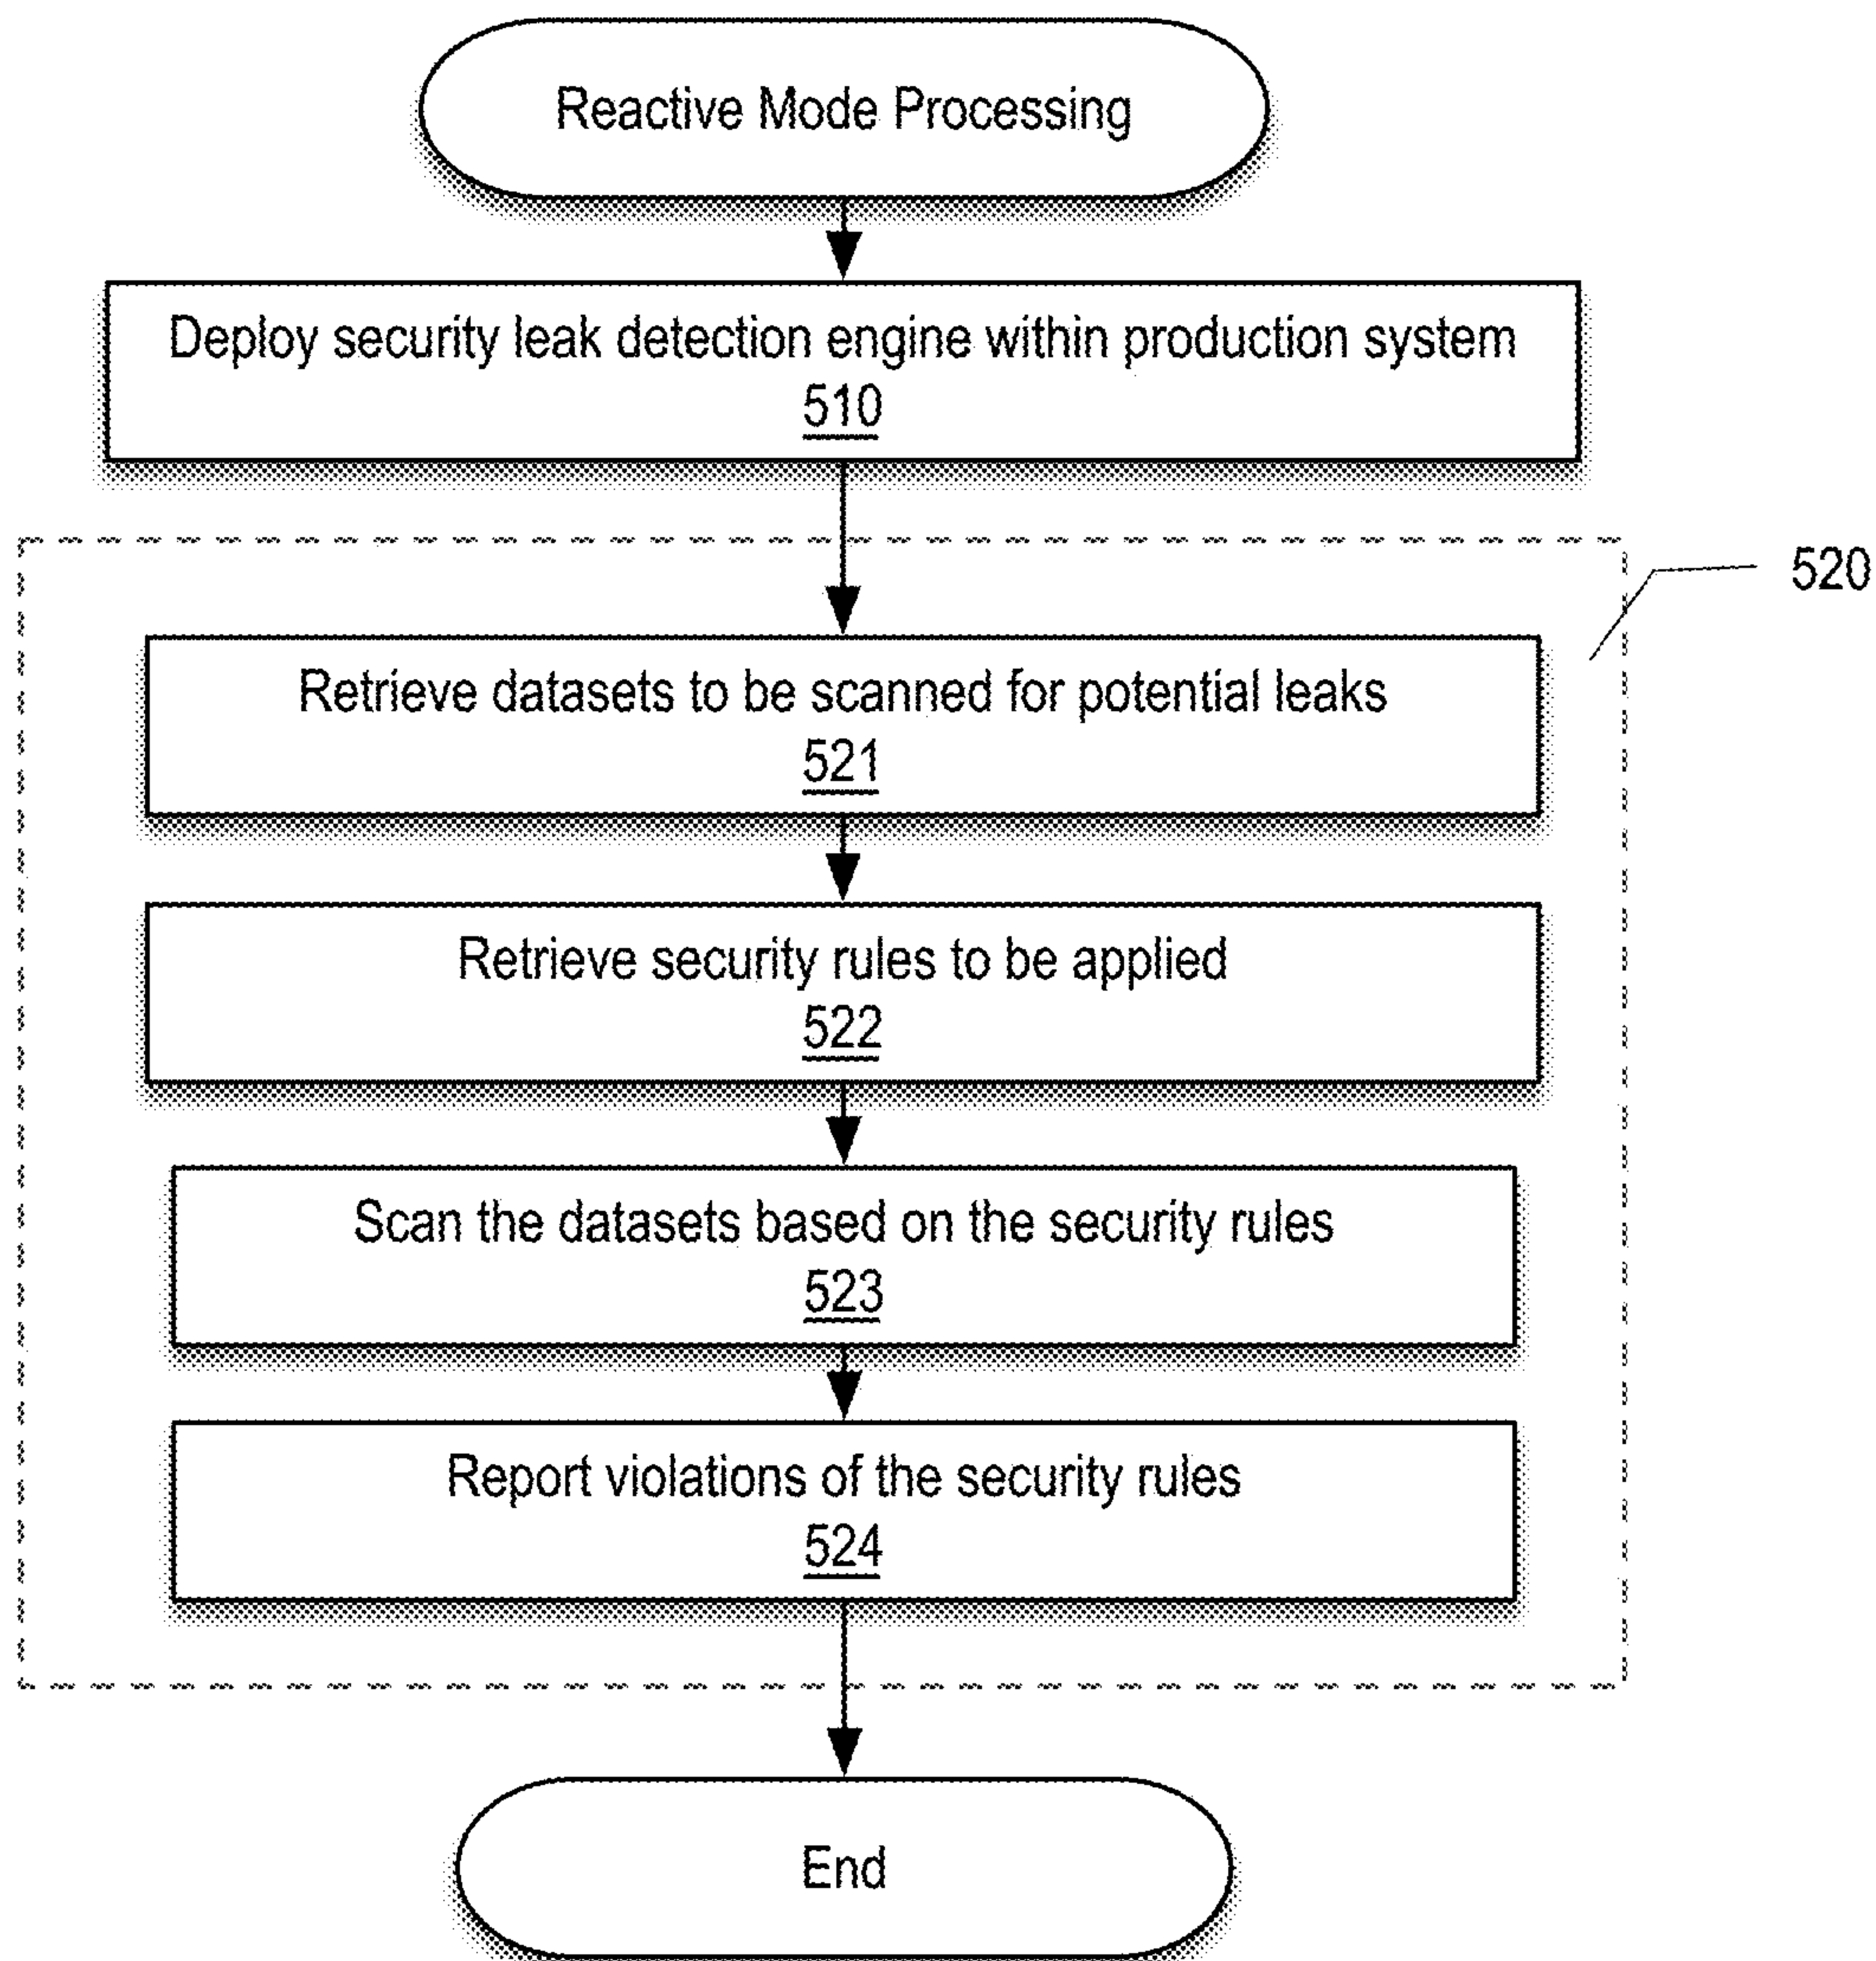 Reactive Mode Processing
Deploy security leak detection engine within production system
510
520
Retrieve datasets to be scanned for potential leaks
521
Retrieve security rules to be applied
522
Scan the datasets based on the security rules
523
Report violations of the security rules
524
End